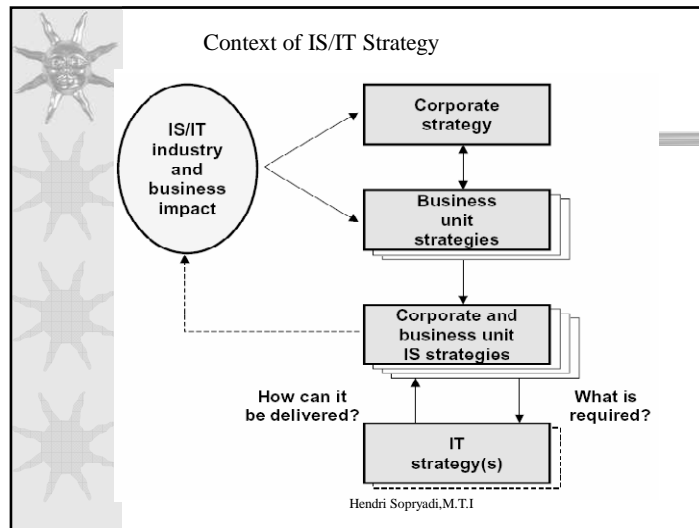 Context of IS/IT Strategy
IS/IT
industry
and
business
impact
Corporate
strategy
Business
unit
strategies
Corporate and
business unit
IS strategies
How can it
be delivered?
What is
required?
IT
strategy(s)
Hendri Sopryadi,M.T.I